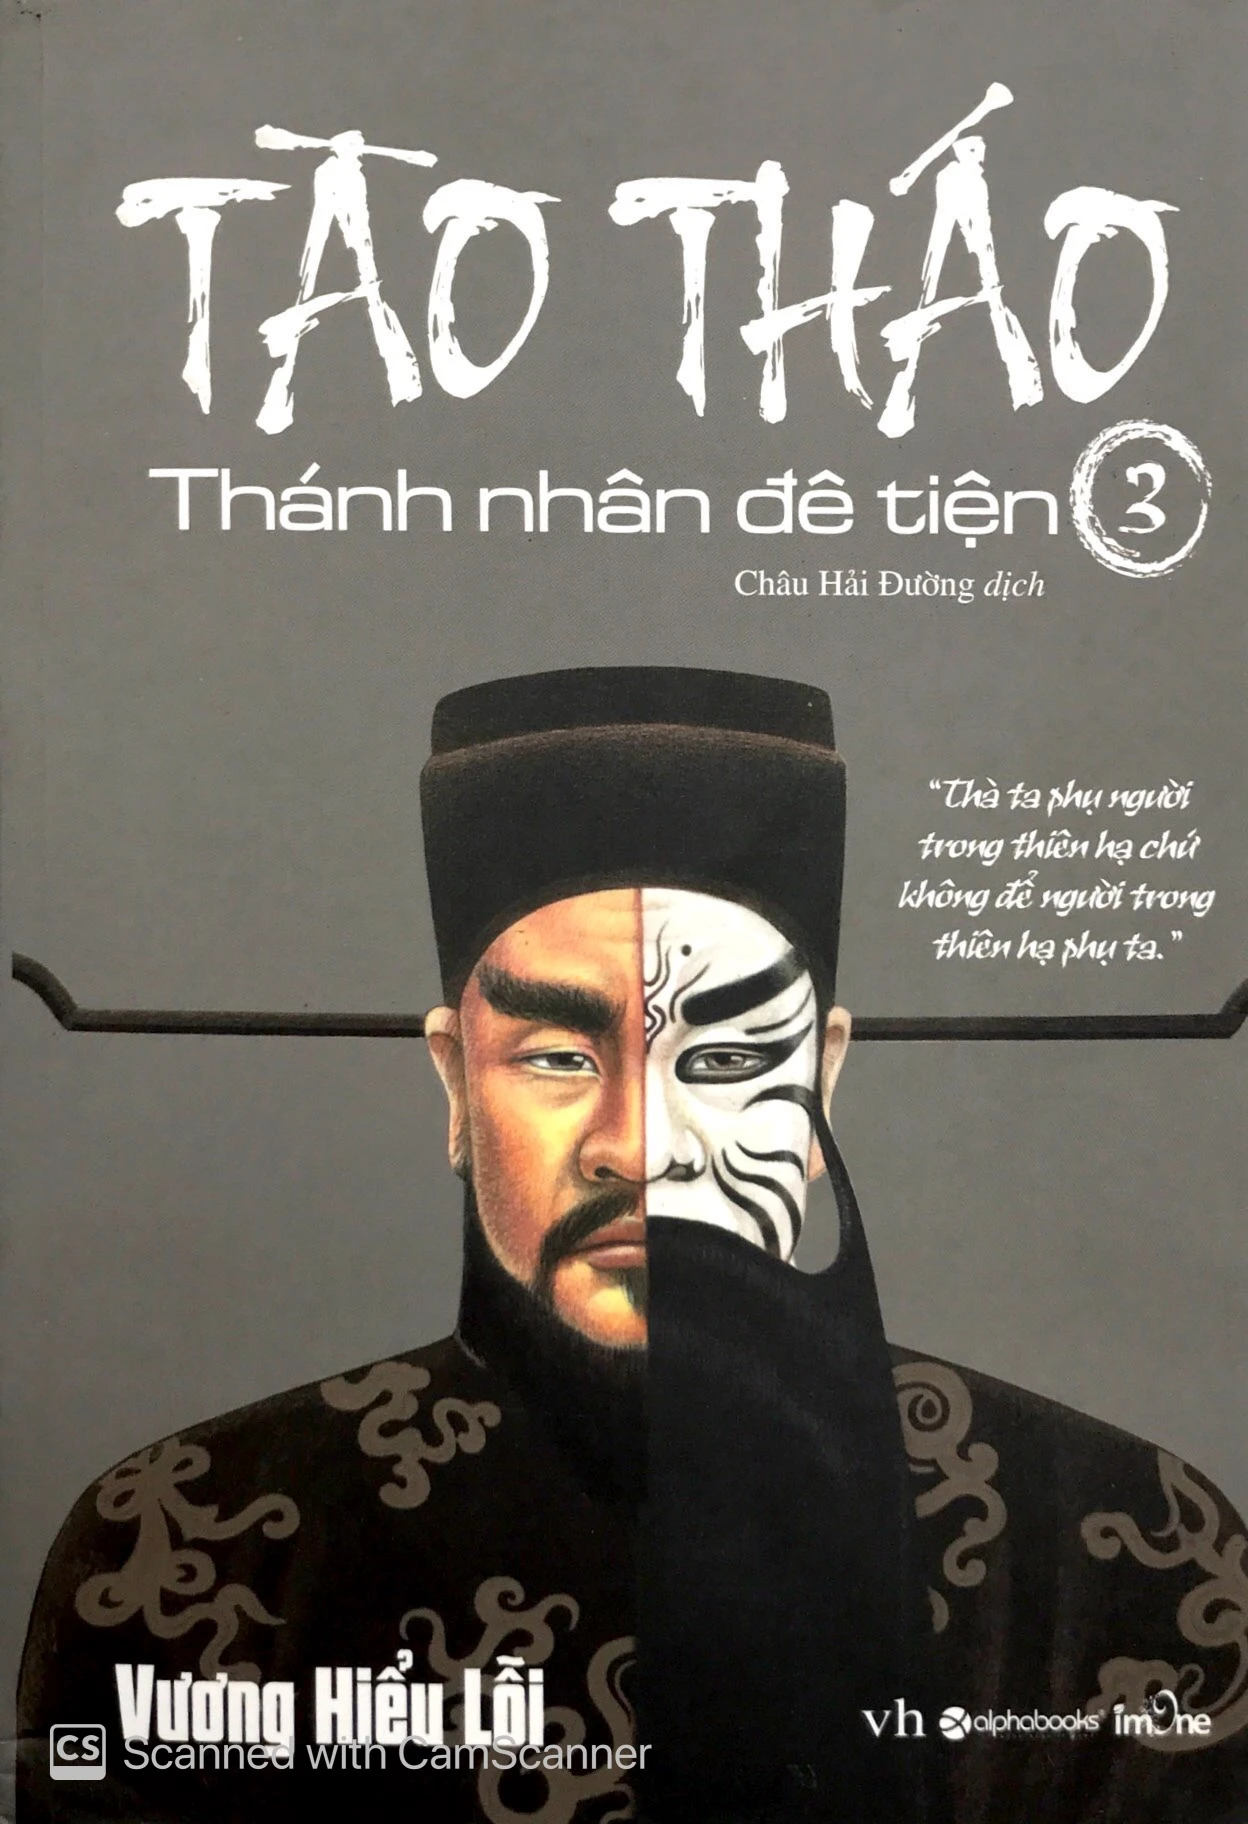 TÀO THÁO
Thánh nhân đê tiện 3
Châu Hải Đường dịch
“Thà ta phụ người
trong thiên hạ chứ
không để người trong
thiên hạ phụ ta.”
Vương Hiểu Lỗi
vh alphabooks® imOne
CS Scanned with CamScanner